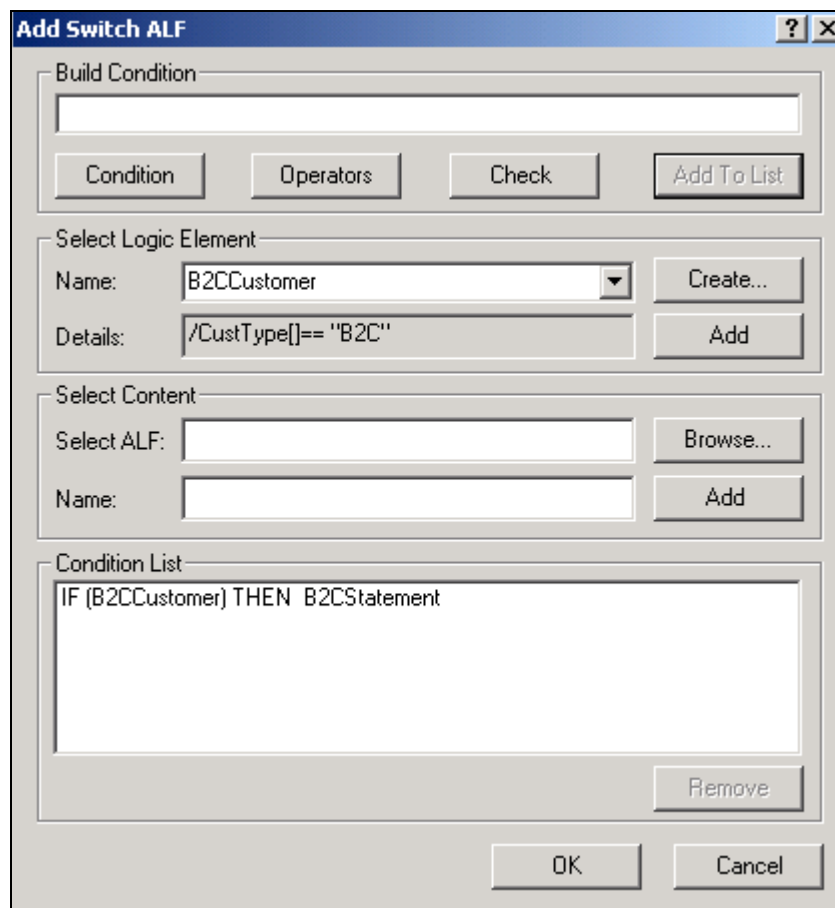 Add Switch ALF
Build Condition
Condition Operators Check Add To List
Select Logic Element
Name: B2CCustomer Create...
Details: /CustType[]== "B2C" Add
Select Content
Select ALF: Browse...
Name: Add
Condition List
IF (B2CCustomer) THEN  B2CStatement
Remove
OK Cancel